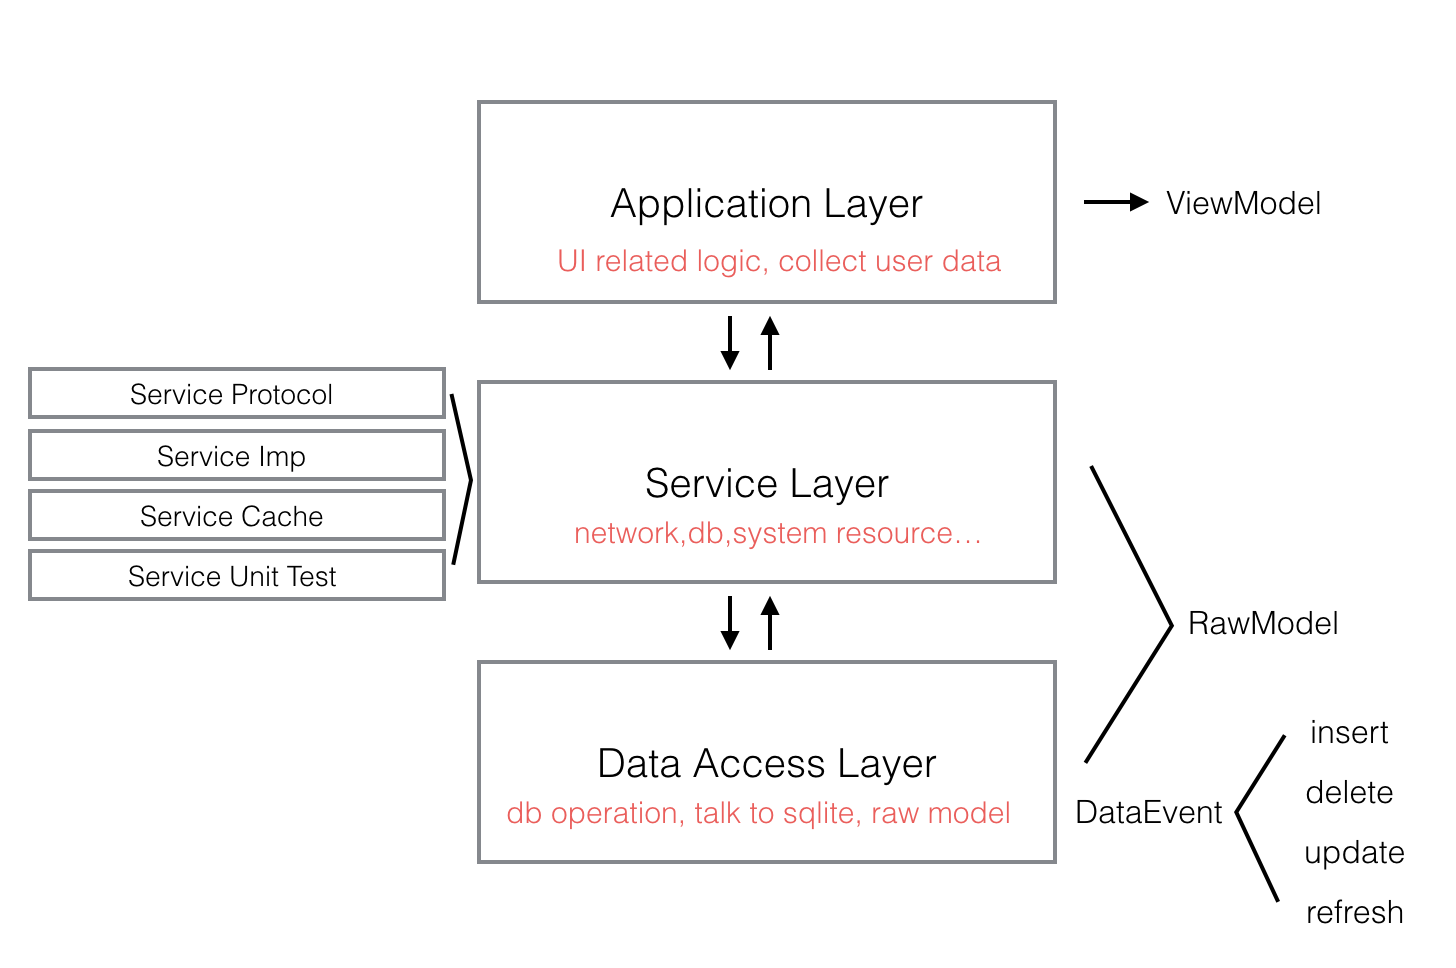 Application Layer
UI related logic, collect user data
ViewModel
Service Protocol
Service Imp
Service Cache
Service Unit Test
Service Layer
network,db,system resource...
RawModel
Data Access Layer
db operation, talk to sqlite, raw model
DataEvent
insert
delete
update
refresh